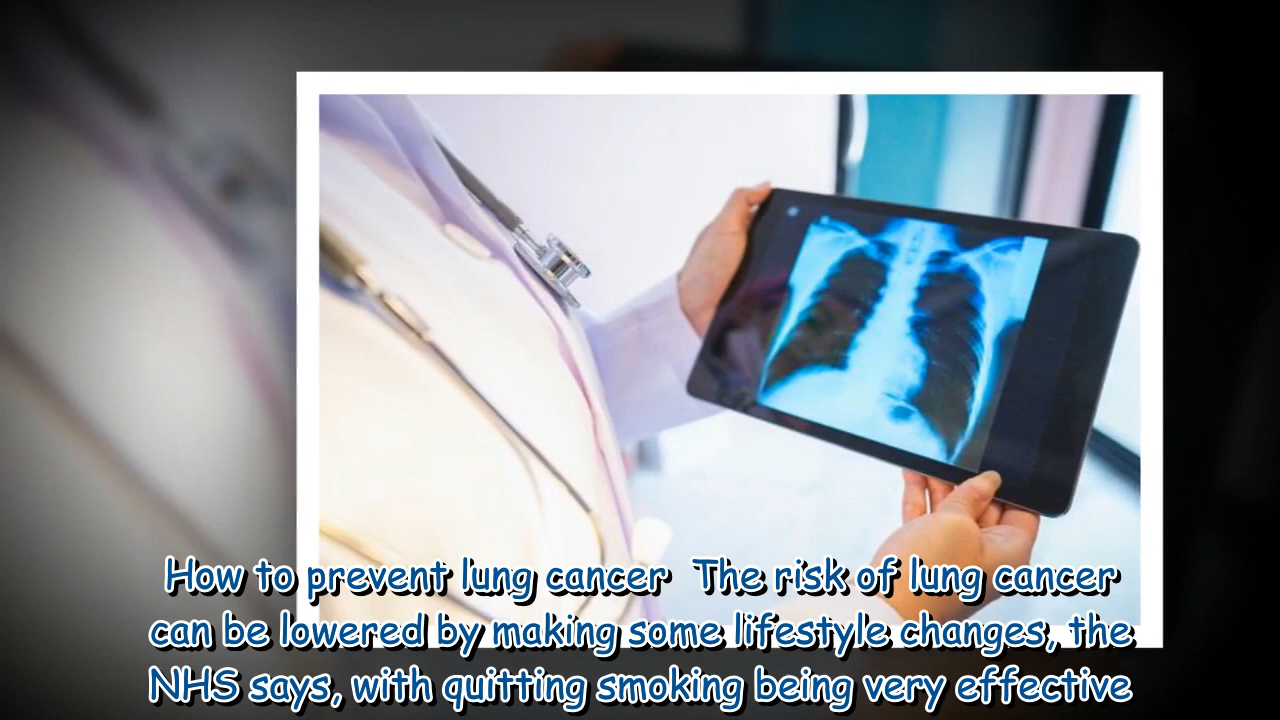 How to prevent lung cancer  The risk of lung cancer
can be lowered by making some lifestyle changes, the
NHS says, with quitting smoking being very effective